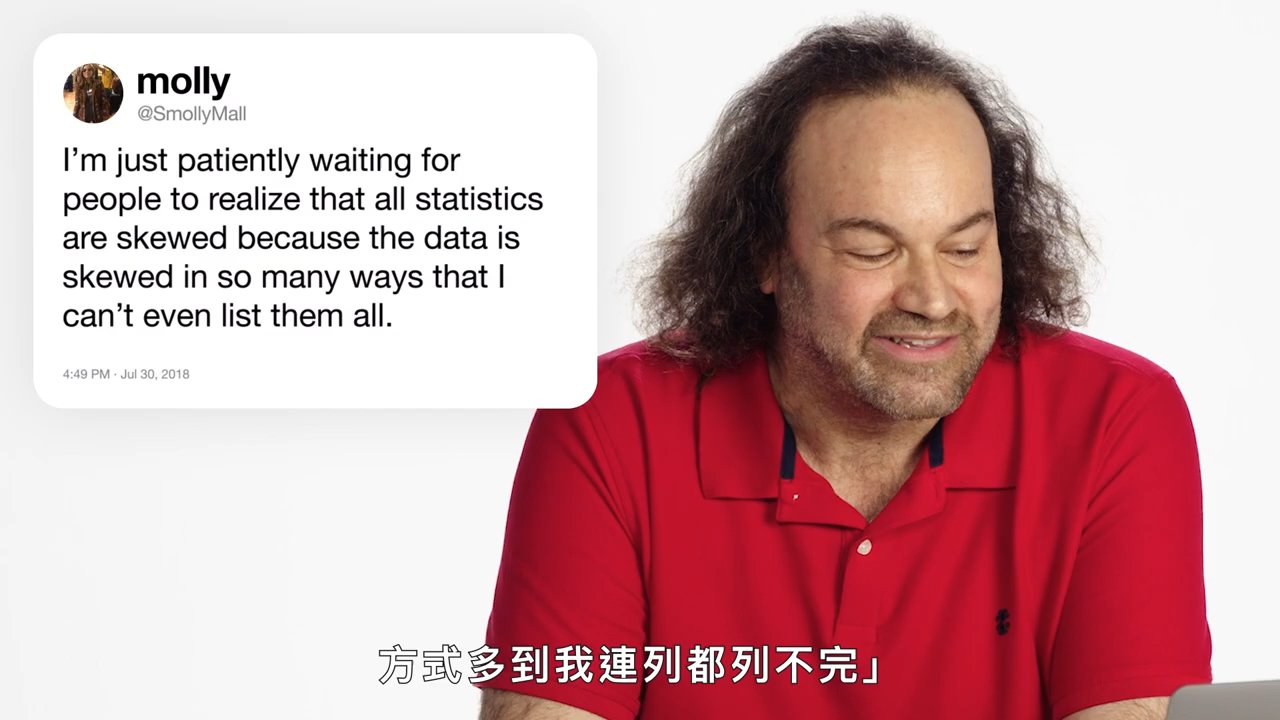 molly
@SmollyMall
I’m just patiently waiting for
people to realize that all statistics
are skewed because the data is
skewed in so many ways that I
can’t even list them all.
4:49 PM · Jul 30, 2018
方式多到我連列都列不完」